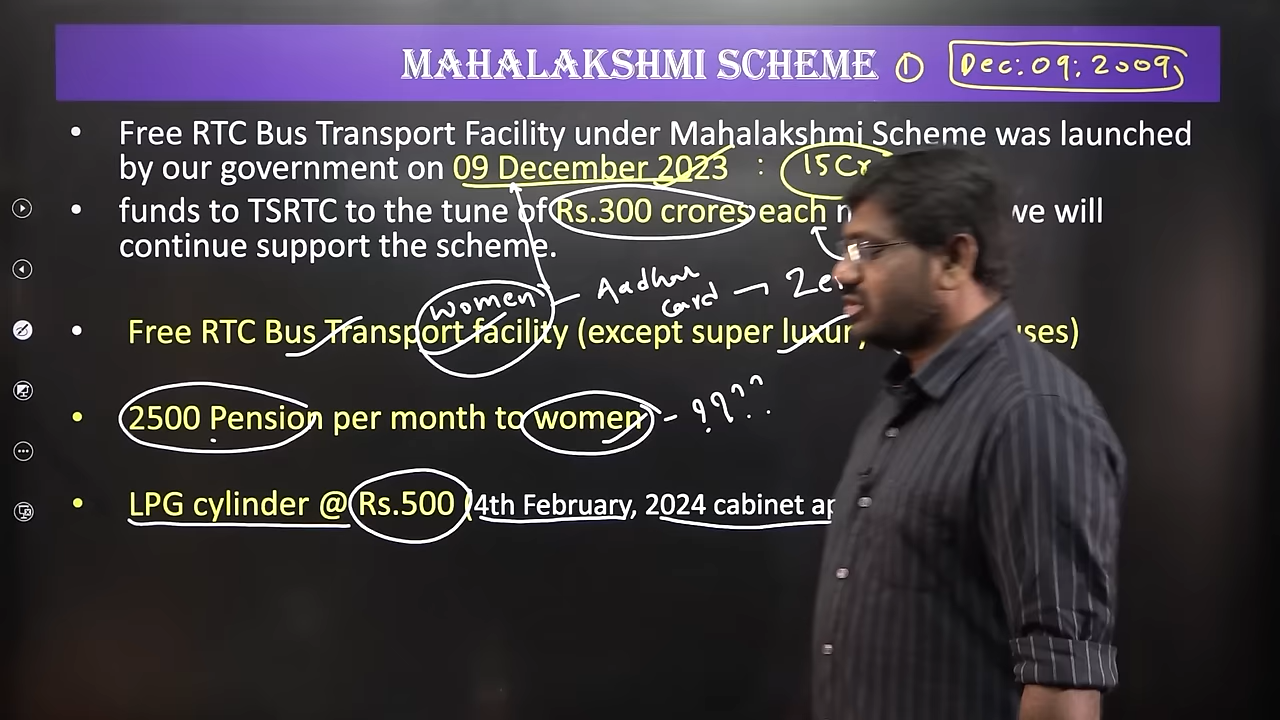 MAHALAKSHMI SCHEME ① Dec: 09: 2009
• Free RTC Bus Transport Facility under Mahalakshmi Scheme was launched
by our government on 09 December 2023 : 15Cr
• funds to TSRTC to the tune of Rs.300 crores each we will
continue support the scheme.
women - Aadhar
card
• Free RTC Bus Transport facility (except super luxury
• 2500 Pension per month to women - ????
• LPG cylinder @ Rs.500 (4th February, 2024 cabinet